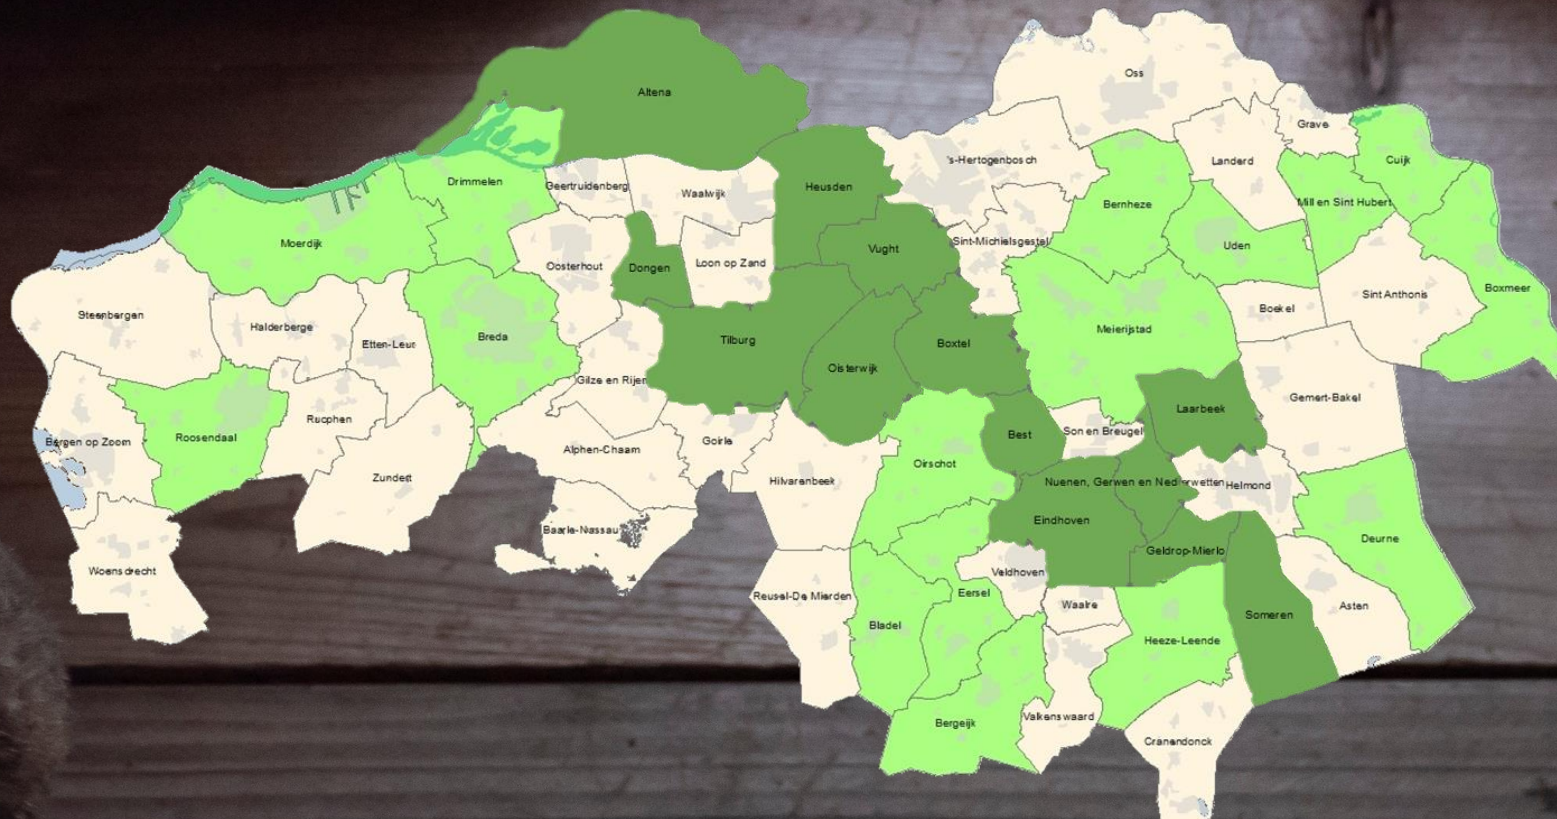 Altena
Oss
Grave
's-Hertogenbosch
Landerd
Cuijk
Drimmelen
Geertruidenberg
Waalwijk
Heusden
Bernheze
Mill en Sint Hubert
Moerdijk
Vught
Sint-Michielsgestel
Uden
Oosterhout
Dongen
Loon op Zand
Boxmeer
Sint Anthonis
Steenbergen
Boekel
Halderberge
Breda
Etten-Leur
Tilburg
Boxtel
Meierijstad
Oisterwijk
Gilze en Rijen
Gemert-Bakel
Laarbeek
Rucphen
Bergen op Zoom
Roosendaal
Goirle
Best
Son en Breugel
Alphen-Chaam
Oirschot
Zundert
Hilvarenbeek
Nuenen, Gerwen en Nederwetten
Helmond
Eindhoven
Baarle-Nassau
Deurne
Geldrop-Mierlo
Woensdrecht
Veldhoven
Reusel-De Mierden
Eersel
Waalre
Asten
Someren
Bladel
Heeze-Leende
Bergeijk
Valkenswaard
Cranendonck